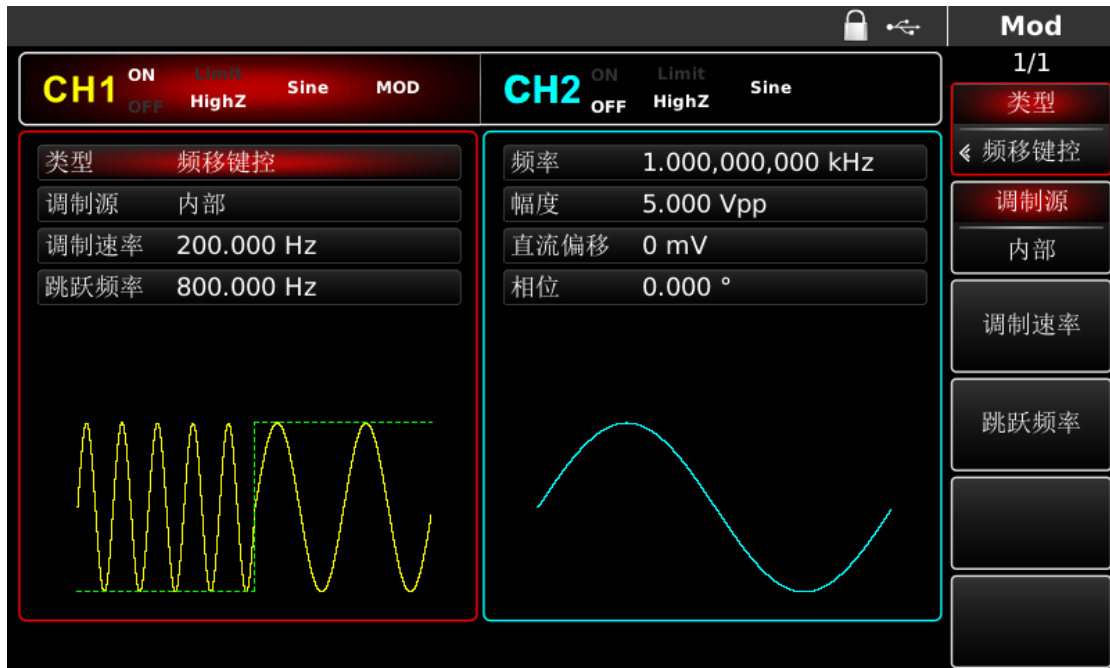 Mod
1/1
CH1 ON OFF Limit HighZ Sine MOD
CH2 ON OFF Limit HighZ Sine
类型 频移键控
调制源 内部
调制速率 200.000 Hz
跳跃频率 800.000 Hz
频率 1.000,000,000 kHz
幅度 5.000 Vpp
直流偏移 0 mV
相位 0.000 °
类型
频移键控
调制源
内部
调制速率
跳跃频率